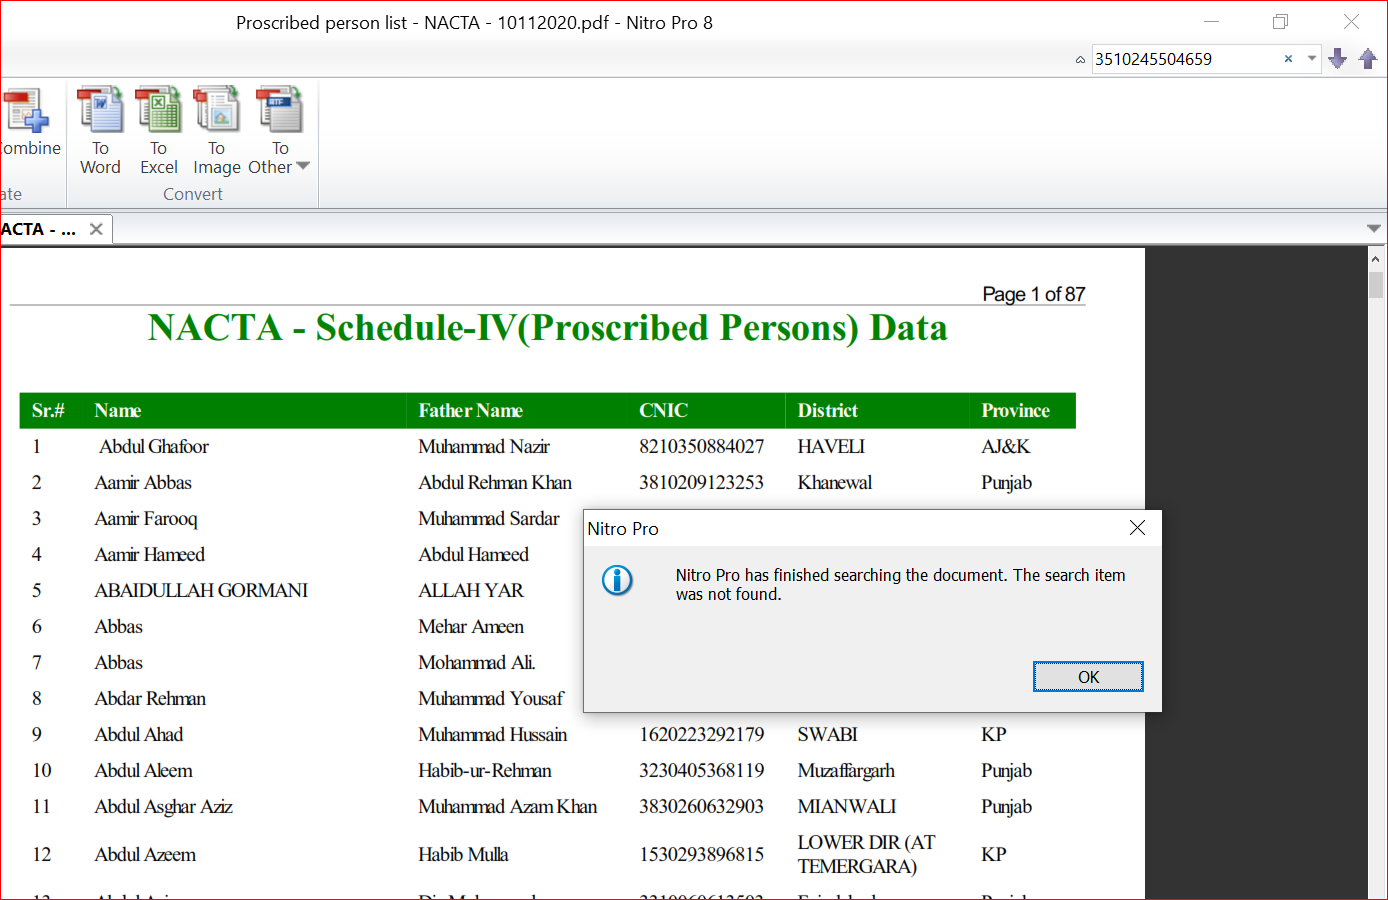 Proscribed person list - NACTA - 10112020.pdf - Nitro Pro 8
3510245504659
ombine
To Word
To Excel
To Image
To Other
ate
Convert
ACTA - ...
Page 1 of 87
NACTA - Schedule-IV(Proscribed Persons) Data
Sr.# Name Father Name CNIC District Province
1 Abdul Ghafoor Muhammad Nazir 8210350884027 HAVELI AJ&K
2 Aamir Abbas Abdul Rehman Khan 3810209123253 Khanewal Punjab
3 Aamir Farooq Muhammad Sardar
4 Aamir Hameed Abdul Hameed
5 ABAIDULLAH GORMANI ALLAH YAR
6 Abbas Mehar Ameen
7 Abbas Mohammad Ali.
8 Abdar Rehman Muhammad Yousaf
Nitro Pro
Nitro Pro has finished searching the document. The search item
was not found.
OK
9 Abdul Ahad Muhammad Hussain 1620223292179 SWABI KP
10 Abdul Aleem Habib-ur-Rehman 3230405368119 Muzaffargarh Punjab
11 Abdul Asghar Aziz Muhammad Azam Khan 3830260632903 MIANWALI Punjab
12 Abdul Azeem Habib Mulla 1530293896815 LOWER DIR (AT TEMERGARA) KP